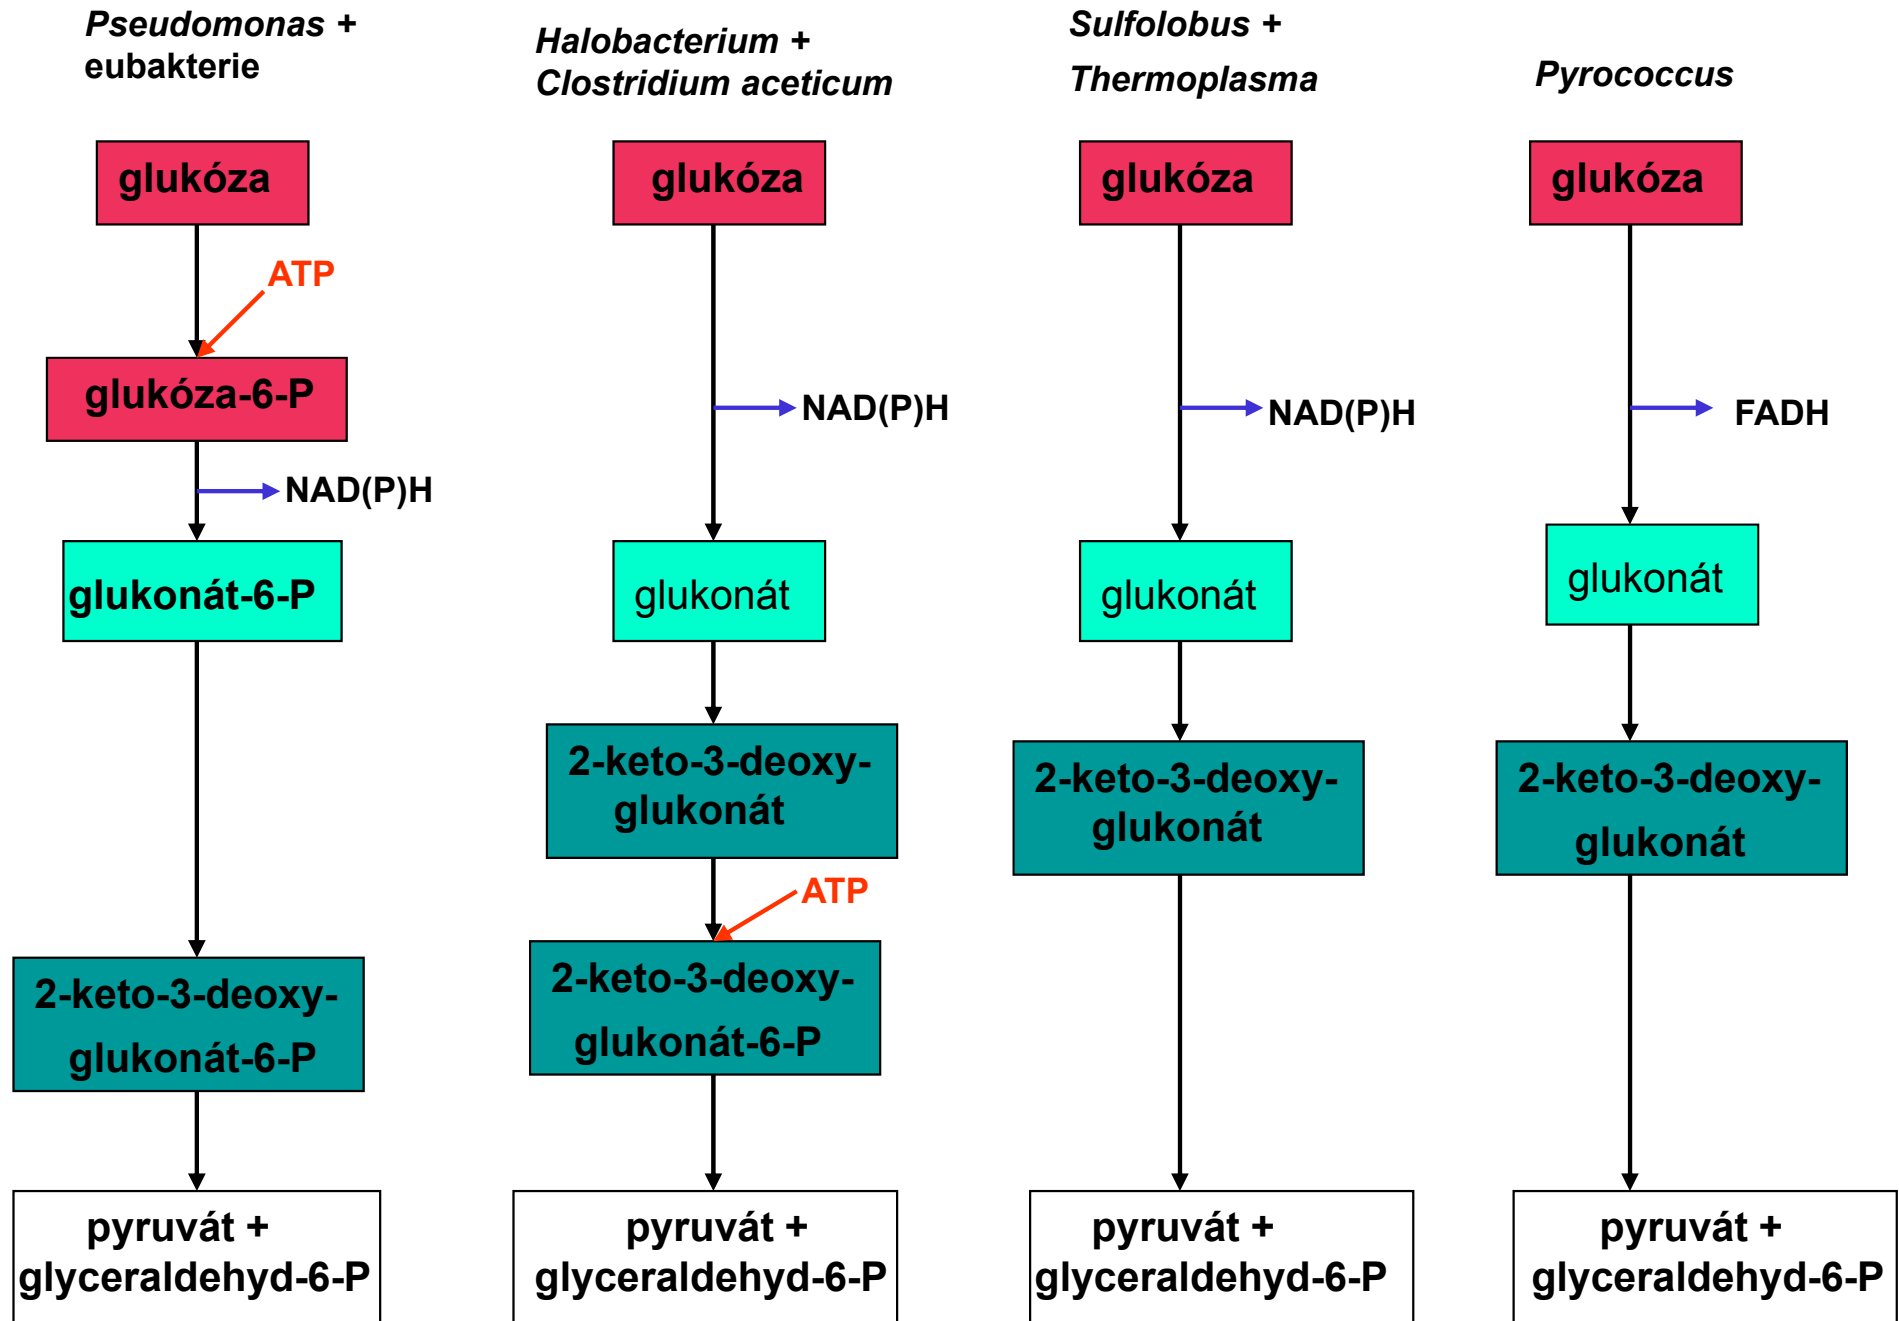 Pseudomonas +
eubakterie
glukóza
ATP
glukóza-6-P
NAD(P)H
glukonát-6-P
2-keto-3-deoxy-
glukonát-6-P
pyruvát +
glyceraldehyd-6-P
Halobacterium +
Clostridium aceticum
glukóza
NAD(P)H
glukonát
2-keto-3-deoxy-
glukonát
ATP
2-keto-3-deoxy-
glukonát-6-P
pyruvát +
glyceraldehyd-6-P
Sulfolobus +
Thermoplasma
glukóza
NAD(P)H
glukonát
2-keto-3-deoxy-
glukonát
pyruvát +
glyceraldehyd-6-P
Pyrococcus
glukóza
FADH
glukonát
2-keto-3-deoxy-
glukonát
pyruvát +
glyceraldehyd-6-P